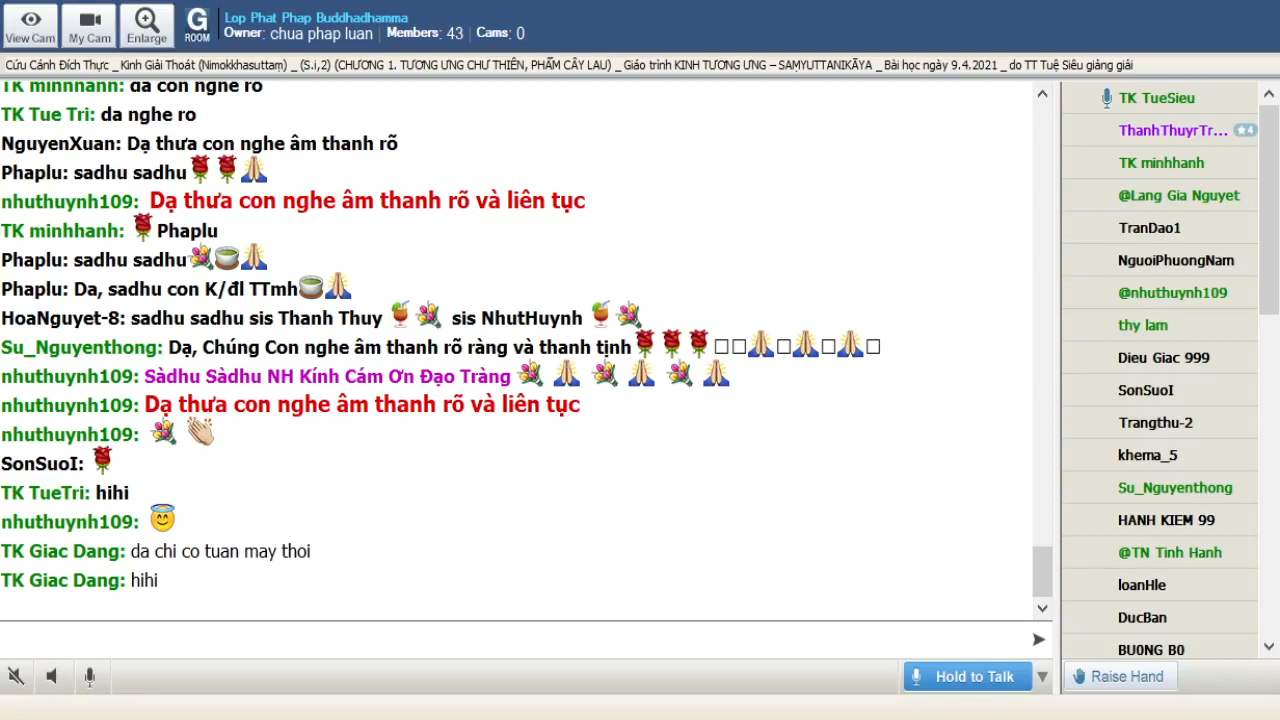 View Cam
My Cam
Enlarge
G
ROOM
Lop Phat Phap Buddhadhamma
Owner: chua phap luan | Members: 43 | Cams: 0
Cứu Cánh Đích Thực _ Kinh Giải Thoát (Nimokkhasuttaṃ) _ (S.i,2) (CHƯƠNG 1. TƯƠNG ƯNG CHƯ THIÊN, PHẨM CÂY LAU) _ Giáo trình KINH TƯƠNG ƯNG – SAṂYUTTANIKĀYA _ Bài học ngày 9.4.2021 _ do TT Tuệ Siêu giảng giải
TK minhhanh: da con nghe ro
TK Tue Tri: da nghe ro
NguyenXuan: Dạ thưa con nghe âm thanh rõ
Phaplu: sadhu sadhu
nhuthuynh109: Dạ thưa con nghe âm thanh rõ và liên tục
TK minhhanh: Phaplu
Phaplu: sadhu sadhu
Phaplu: Da, sadhu con K/đl TTmh
HoaNguyet-8: sadhu sadhu sis Thanh Thuy sis NhutHuynh
Su_Nguyenthong: Dạ, Chúng Con nghe âm thanh rõ ràng và thanh tịnh
nhuthuynh109: Sàdhu Sàdhu NH Kính Cám Ơn Đạo Tràng
nhuthuynh109: Dạ thưa con nghe âm thanh rõ và liên tục
nhuthuynh109:
SonSuoI:
TK TueTri: hihi
nhuthuynh109:
TK Giac Dang: da chi co tuan may thoi
TK Giac Dang: hihi
Hold to Talk
TK TueSieu
ThanhThuyrTr... ★4
TK minhhanh
@Lang Gia Nguyet
TranDao1
NguoiPhuongNam
@nhuthuynh109
thy lam
Dieu Giac 999
SonSuoI
Trangthu-2
khema_5
Su_Nguyenthong
HANH KIEM 99
@TN Tinh Hanh
loanHle
DucBan
BU0NG B0
Raise Hand